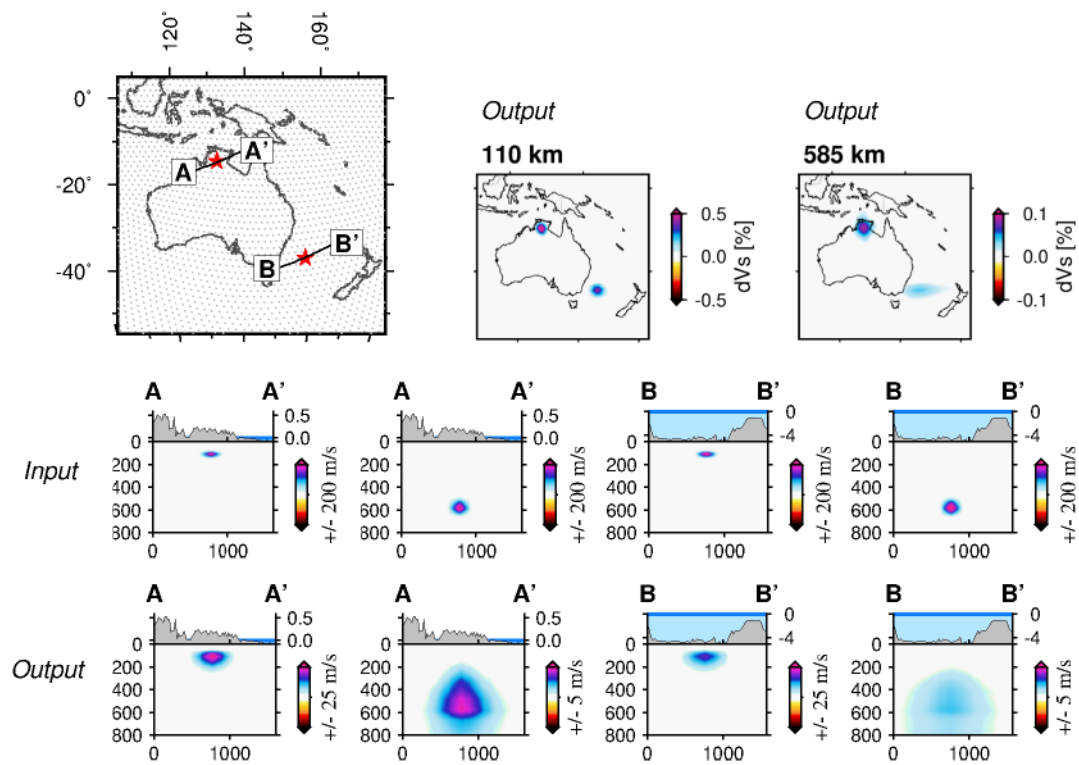 120° 140° 160°
0°
-20°
-40°
A A'
B B'
Output Output
110 km 585 km
0.5
0.0
-0.5
dVs [%]
0.1
0.0
-0.1
dVs [%]
A A' A A' B B' B B'
0.5 0.5 0 0
0.0 0.0 -4 -4
Input
0 0 0 0
200 200 200 200
400 400 400 400
600 600 600 600
800 800 800 800
+/- 200 m/s +/- 200 m/s +/- 200 m/s +/- 200 m/s
0 1000 0 1000 0 1000 0 1000
A A' A A' B B' B B'
0.5 0.5 0 0
0.0 0.0 -4 -4
Output
0 0 0 0
200 200 200 200
400 400 400 400
600 600 600 600
800 800 800 800
+/- 25 m/s +/- 5 m/s +/- 25 m/s +/- 5 m/s
0 1000 0 1000 0 1000 0 1000